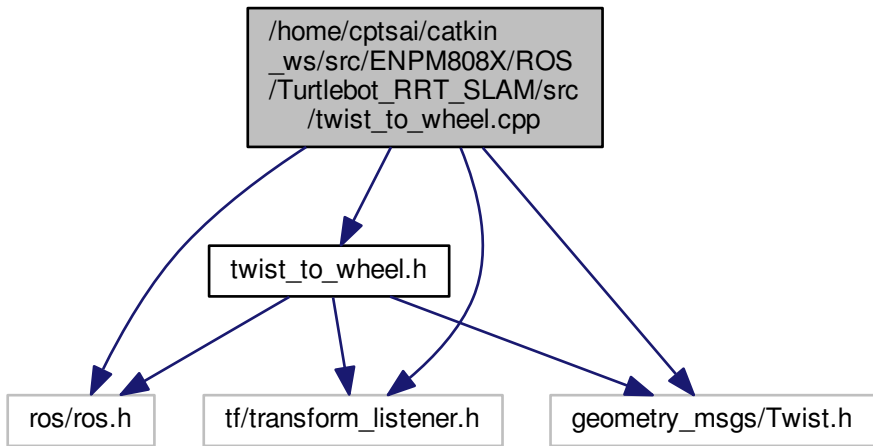 /home/cptsai/catkin
_ws/src/ENPM808X/ROS
/Turtlebot_RRT_SLAM/src
/twist_to_wheel.cpp
twist_to_wheel.h
ros/ros.h
tf/transform_listener.h
geometry_msgs/Twist.h